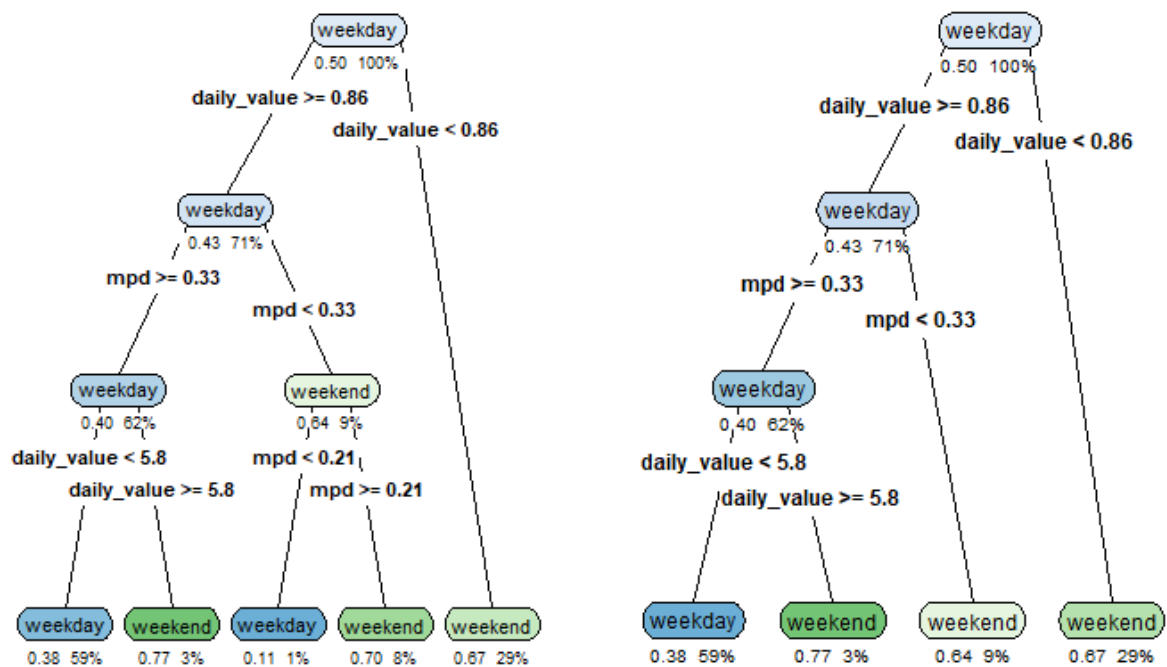 weekday
0.50 100%
daily_value >= 0.86
daily_value < 0.86
weekday
0.43 71%
mpd >= 0.33
mpd < 0.33
weekday
0.40 62%
weekend
0.64 9%
daily_value < 5.8
daily_value >= 5.8
mpd < 0.21
mpd >= 0.21
weekday
0.38 59%
weekend
0.77 3%
weekday
0.11 1%
weekend
0.70 8%
weekend
0.67 29%
weekday
0.50 100%
daily_value >= 0.86
daily_value < 0.86
weekday
0.43 71%
mpd >= 0.33
mpd < 0.33
weekday
0.40 62%
daily_value < 5.8
daily_value >= 5.8
weekday
0.38 59%
weekend
0.77 3%
weekend
0.64 9%
weekend
0.67 29%